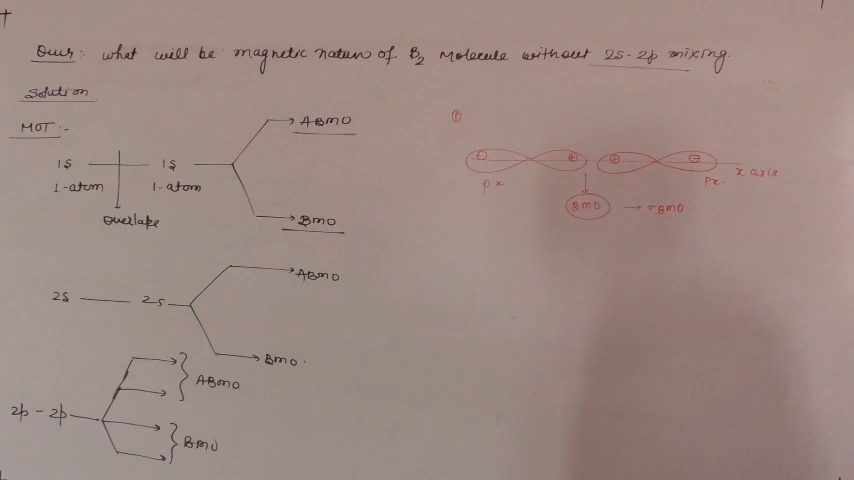 Ques: what will be magnetic nature of B2 Molecule without 2s-2p mixing.
Solution
MOT:-
1s 1s
1-atom 1-atom
overlape
ABMO
BMO
2s 2s
ABMO
BMO.
2p - 2p
ABMO
BMO
①
- + + -
px px x axis
BMO → σBMO